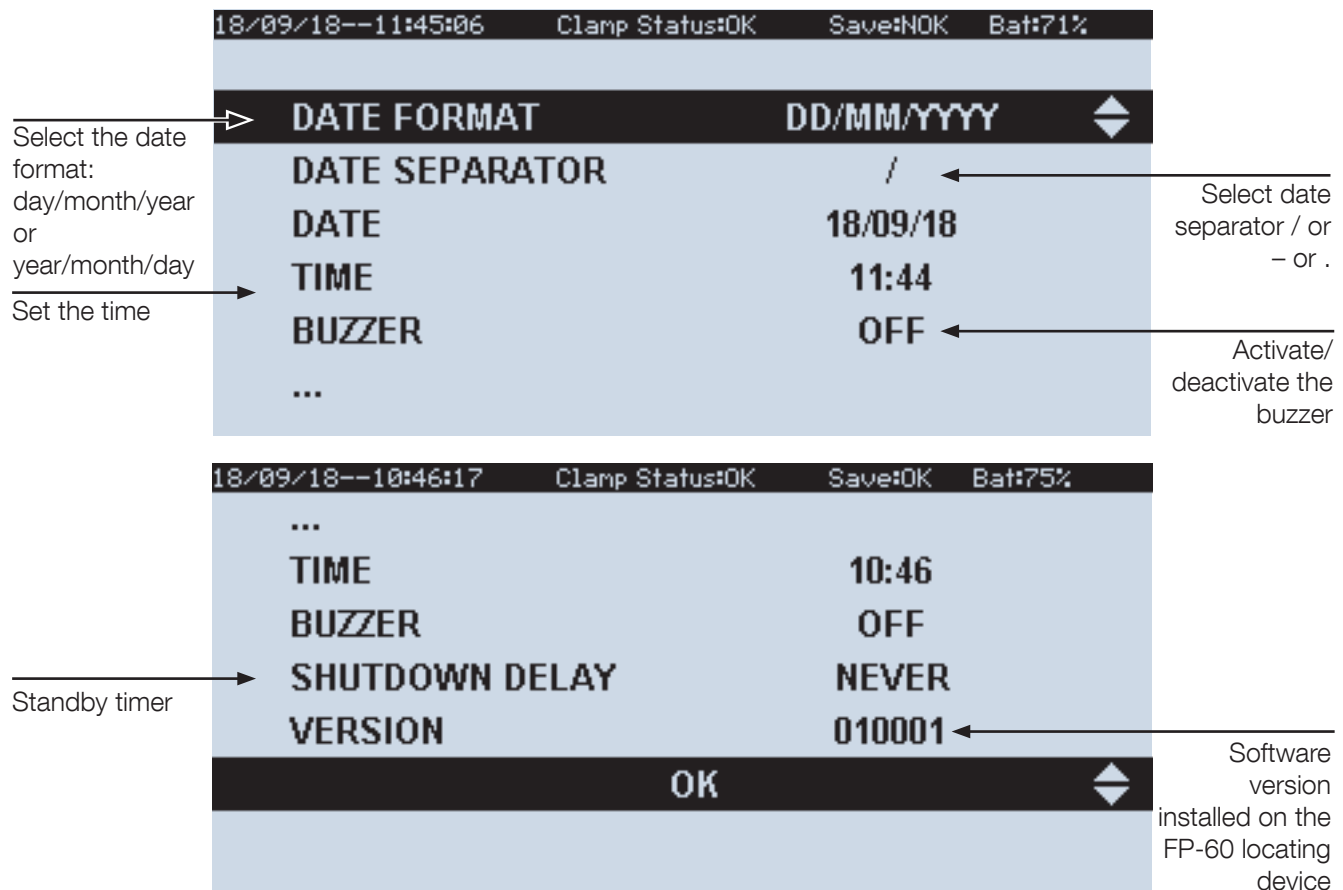 18/09/18--11:45:06 Clamp Status:OK Save:NOK Bat:71%
DATE FORMAT DD/MM/YYYY
Select the date
format:
day/month/year
or
year/month/day
DATE SEPARATOR /
Select date
separator / or
– or .
DATE 18/09/18
TIME 11:44
Set the time
BUZZER OFF
Activate/
deactivate the
buzzer
...
18/09/18--10:46:17 Clamp Status:OK Save:OK Bat:75%
...
TIME 10:46
BUZZER OFF
SHUTDOWN DELAY NEVER
Standby timer
VERSION 010001
Software
version
installed on the
FP-60 locating
device
OK